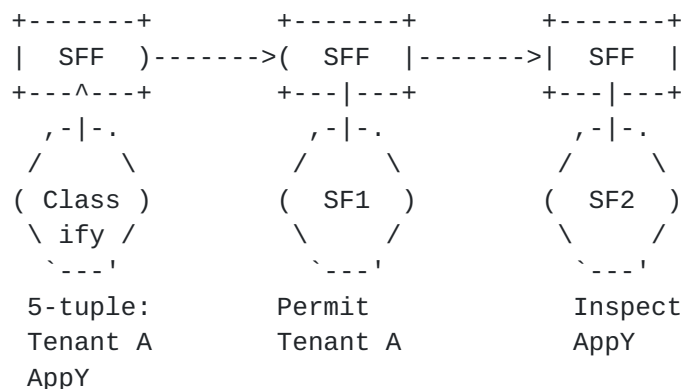 +-------+        +-------+        +-------+
|  SFF  )------->(  SFF  |------->|  SFF  |
+---^---+        +---|---+        +---|---+
  ,-|-.            ,-|-.            ,-|-.
 /     \          /     \          /     \
( Class )        (  SF1  )        (  SF2  )
 \ ify /          \     /          \     /
  `---'            `---'            `---'
 5-tuple:        Permit             Inspect
 Tenant A        Tenant A           AppY
 AppY